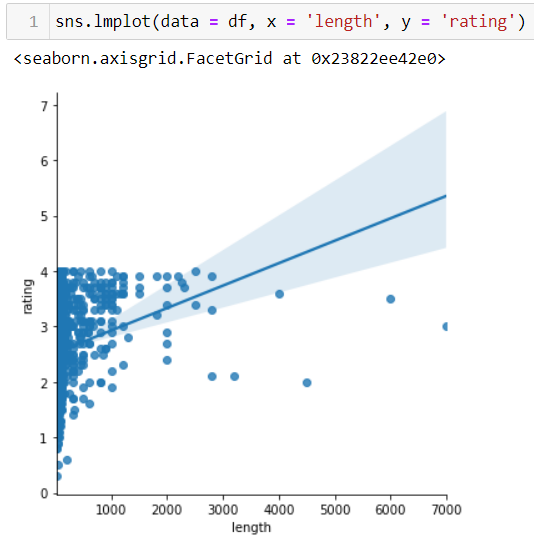 1 sns.lmplot(data = df, x = 'length', y = 'rating')
<seaborn.axisgrid.FacetGrid at 0x23822ee42e0>
7
6
5
4
3
2
1
0
rating
1000 2000 3000 4000 5000 6000 7000
length